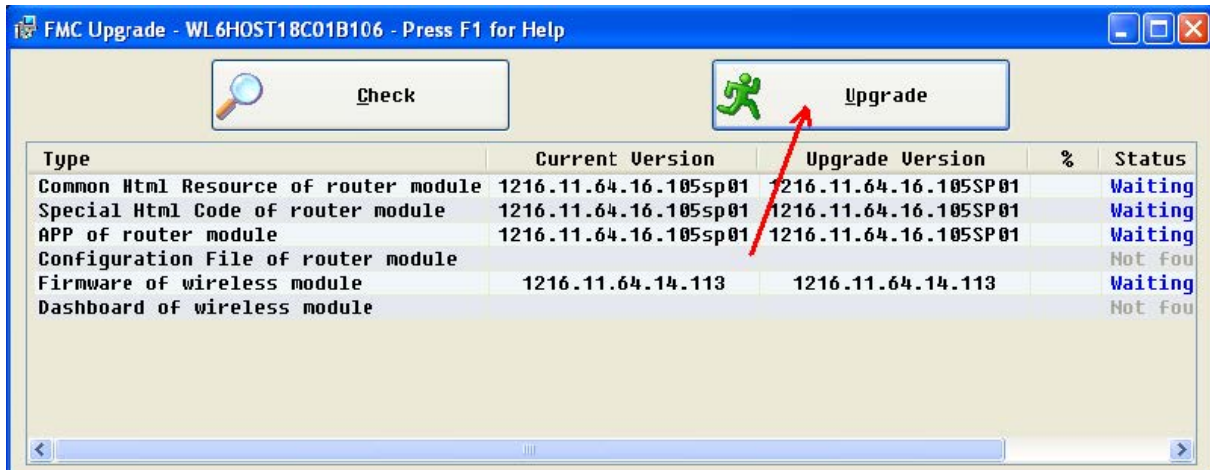 FMC Upgrade - WL6HOST18C01B106 - Press F1 for Help
Check Upgrade
Type Current Version Upgrade Version % Status
Common Html Resource of router module 1216.11.64.16.105sp01 1216.11.64.16.105SP01 Waiting
Special Html Code of router module 1216.11.64.16.105sp01 1216.11.64.16.105SP01 Waiting
APP of router module 1216.11.64.16.105sp01 1216.11.64.16.105SP01 Waiting
Configuration File of router module Not fou
Firmware of wireless module 1216.11.64.14.113 1216.11.64.14.113 Waiting
Dashboard of wireless module Not fou